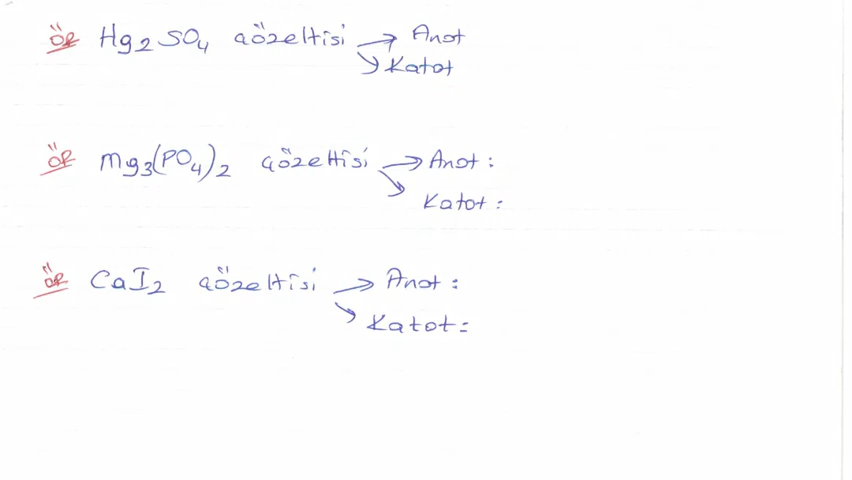 ÖR Hg2SO4 çözeltisi → Anot
↘ Katot
ÖR Mg3(PO4)2 çözeltisi → Anot :
↘ Katot :
ÖR CaI2 çözeltisi → Anot :
↘ Katot :